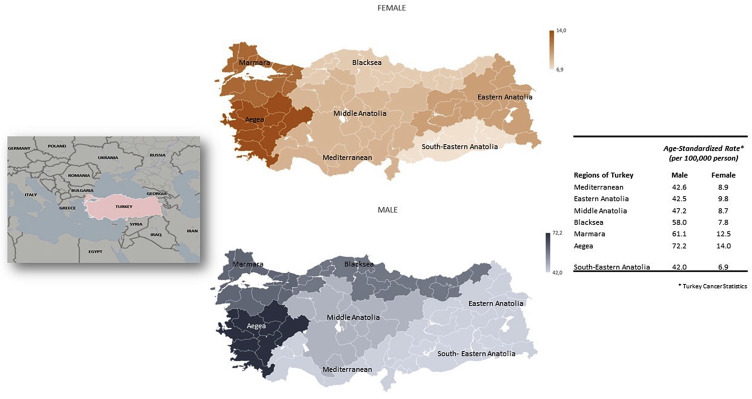 FEMALE
14,0
6,9
Marmara
Blacksea
Aegea
Middle Anatolia
Eastern Anatolia
South-Eastern Anatolia
Mediterranean
GERMANY
POLAND
UKRANIA
RUSSIA
ROMANIA
ITALY
BULGARIA
GEORGIA
GREECE
TURKEY
SYRIA
IRAQ
IRAN
EGYPT
MALE
72,2
42,0
Marmara
Blacksea
Aegea
Middle Anatolia
Eastern Anatolia
South- Eastern Anatolia
Mediterranean
Age-Standardized Rate*
(per 100,000 person)
Regions of Turkey Male Female
Mediterranean 42.6 8.9
Eastern Anatolia 42.5 9.8
Middle Anatolia 47.2 8.7
Blacksea 58.0 7.8
Marmara 61.1 12.5
Aegea 72.2 14.0
South-Eastern Anatolia 42.0 6.9
* Turkey Cancer Statistics